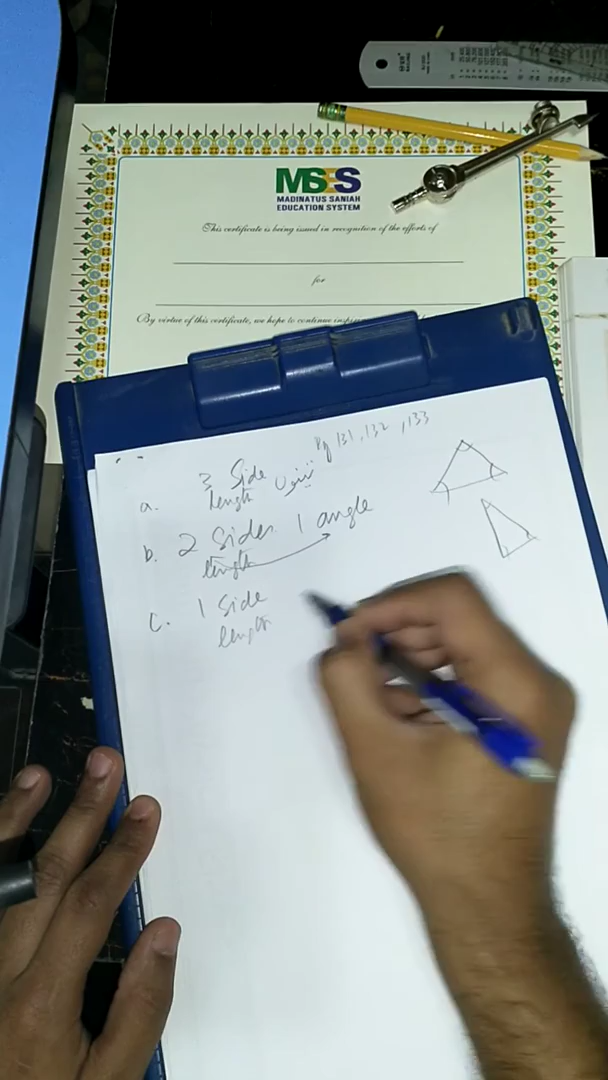 MSES
MADINATUS SANIAH
EDUCATION SYSTEM
This certificate is being issued in recognition of the efforts of
for
By virtue of this certificate, we hope to continue
Pg 131, 132, 133
a. 3 Side
length تینوں
b. 2 Sides 1 angle
length
c. 1 Side
length